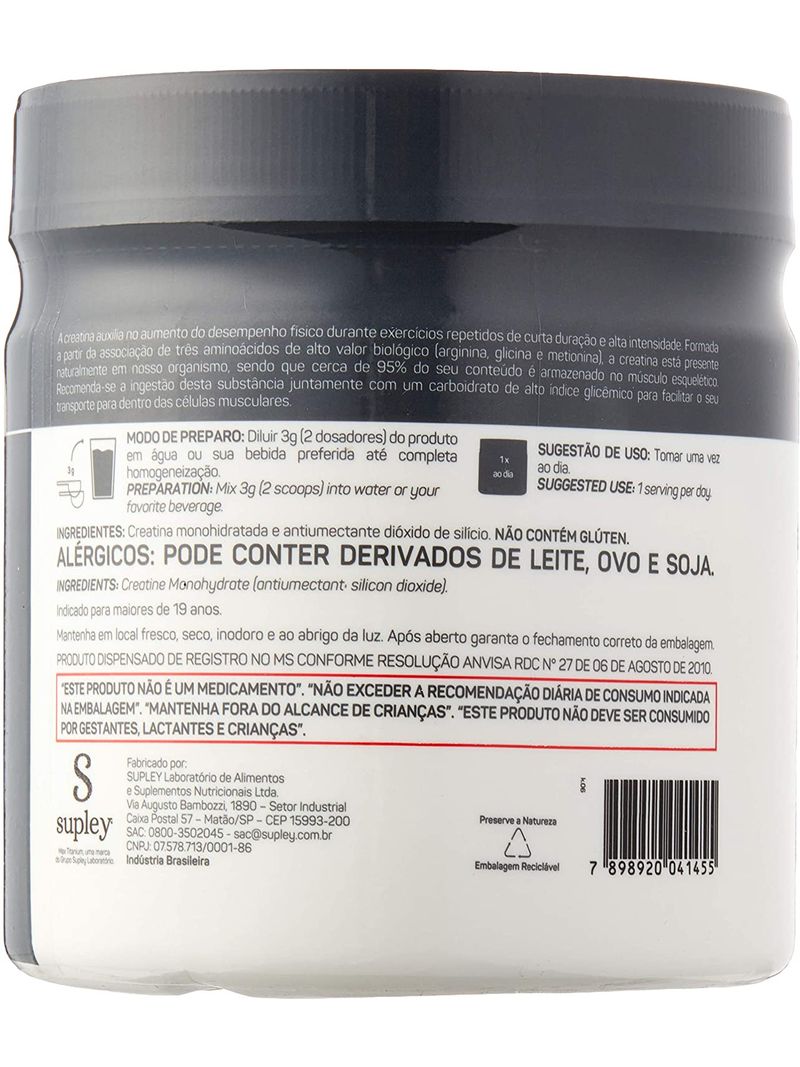 A creatina auxilia no aumento do desempenho físico durante exercícios repetidos de curta duração e alta intensidade. Formada
a partir da associação de três aminoácidos de alto valor biológico (arginina, glicina e metionina), a creatina está presente
naturalmente em nosso organismo, sendo que cerca de 95% do seu conteúdo é armazenado no músculo esquelético.
Recomenda-se a ingestão desta substância juntamente com um carboidrato de alto índice glicêmico para facilitar o seu
transporte para dentro das células musculares.
3g
MODO DE PREPARO: Diluir 3g (2 dosadores) do produto
em água ou sua bebida preferida até completa
homogeneização.
PREPARATION: Mix 3g (2 scoops) into water or your
favorite beverage.
1 x
ao dia
SUGESTÃO DE USO: Tomar uma vez
ao dia.
SUGGESTED USE: 1 serving per day.
INGREDIENTES: Creatina monohidratada e antiumectante dióxido de silício. NÃO CONTÉM GLÚTEN.
ALÉRGICOS: PODE CONTER DERIVADOS DE LEITE, OVO E SOJA.
INGREDIENTS: Creatine Monohydrate (antiumectant: silicon dioxide).
Indicado para maiores de 19 anos.
Mantenha em local fresco, seco, inodoro e ao abrigo da luz. Após aberto garanta o fechamento correto da embalagem.
PRODUTO DISPENSADO DE REGISTRO NO MS CONFORME RESOLUÇÃO ANVISA RDC Nº 27 DE 06 DE AGOSTO DE 2010.
"ESTE PRODUTO NÃO É UM MEDICAMENTO". "NÃO EXCEDER A RECOMENDAÇÃO DIÁRIA DE CONSUMO INDICADA
NA EMBALAGEM". "MANTENHA FORA DO ALCANCE DE CRIANÇAS". "ESTE PRODUTO NÃO DEVE SER CONSUMIDO
POR GESTANTES, LACTANTES E CRIANÇAS".
supley
Max Titanium, uma marca
do Grupo Supley Laboratório.
Fabricado por:
SUPLEY Laboratório de Alimentos
e Suplementos Nutricionais Ltda.
Via Augusto Bambozzi, 1890 – Setor Industrial
Caixa Postal 57 – Matão/SP – CEP 15993-200
SAC: 0800-3502045 - sac@supley.com.br
CNPJ: 07.578.713/0001-86
Indústria Brasileira
Preserve a Natureza
Embalagem Reciclável
k.06
7 898920 041455